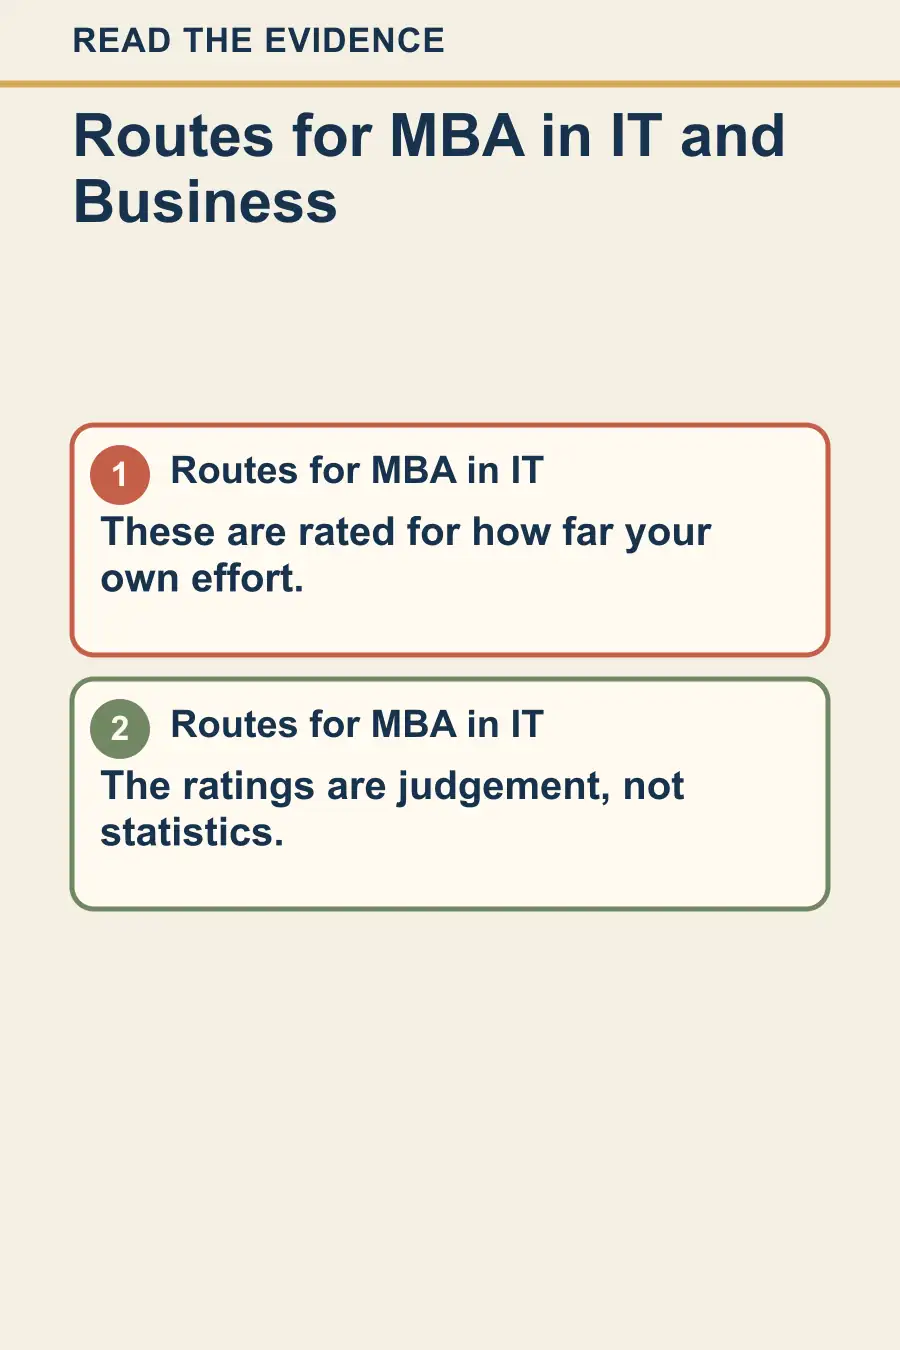 READ THE EVIDENCE
Routes for MBA in IT and
Business
1
Routes for MBA in IT
These are rated for how far your
own effort.
2
Routes for MBA in IT
The ratings are judgement, not
statistics.